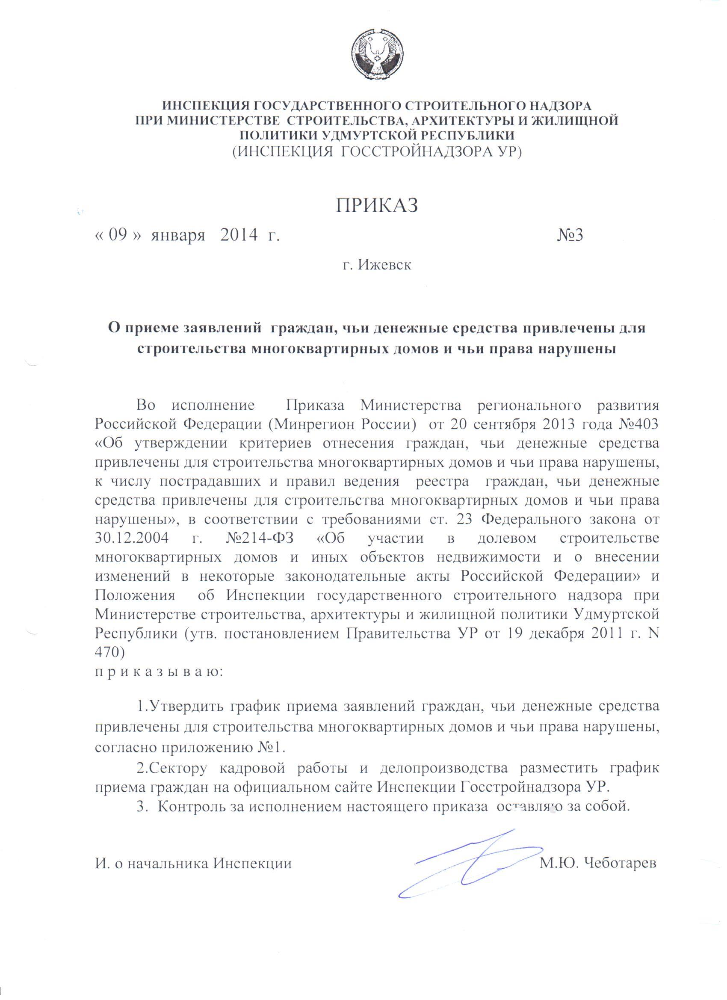 ИНСПЕКЦИЯ ГОСУДАРСТВЕННОГО СТРОИТЕЛЬНОГО НАДЗОРА
ПРИ МИНИСТЕРСТВЕ СТРОИТЕЛЬСТВА, АРХИТЕКТУРЫ И ЖИЛИЩНОЙ
ПОЛИТИКИ УДМУРТСКОЙ РЕСПУБЛИКИ
(ИНСПЕКЦИЯ ГОССТРОЙНАДЗОРА УР)
ПРИКАЗ
« 09 » января 2014 г. №3
г. Ижевск
О приеме заявлений граждан, чьи денежные средства привлечены для
строительства многоквартирных домов и чьи права нарушены
Во исполнение Приказа Министерства регионального развития
Российской Федерации (Минрегион России) от 20 сентября 2013 года №403
«Об утверждении критериев отнесения граждан, чьи денежные средства
привлечены для строительства многоквартирных домов и чьи права нарушены,
к числу пострадавших и правил ведения реестра граждан, чьи денежные
средства привлечены для строительства многоквартирных домов и чьи права
нарушены», в соответствии с требованиями ст. 23 Федерального закона от
30.12.2004 г. №214-ФЗ «Об участии в долевом строительстве
многоквартирных домов и иных объектов недвижимости и о внесении
изменений в некоторые законодательные акты Российской Федерации» и
Положения об Инспекции государственного строительного надзора при
Министерстве строительства, архитектуры и жилищной политики Удмуртской
Республики (утв. постановлением Правительства УР от 19 декабря 2011 г. N
470)
п р и к а з ы в а ю:
1.Утвердить график приема заявлений граждан, чьи денежные средства
привлечены для строительства многоквартирных домов и чьи права нарушены,
согласно приложению №1.
2.Сектору кадровой работы и делопроизводства разместить график
приема граждан на официальном сайте Инспекции Госстройнадзора УР.
3. Контроль за исполнением настоящего приказа оставляю за собой.
И. о начальника Инспекции М.Ю. Чеботарев